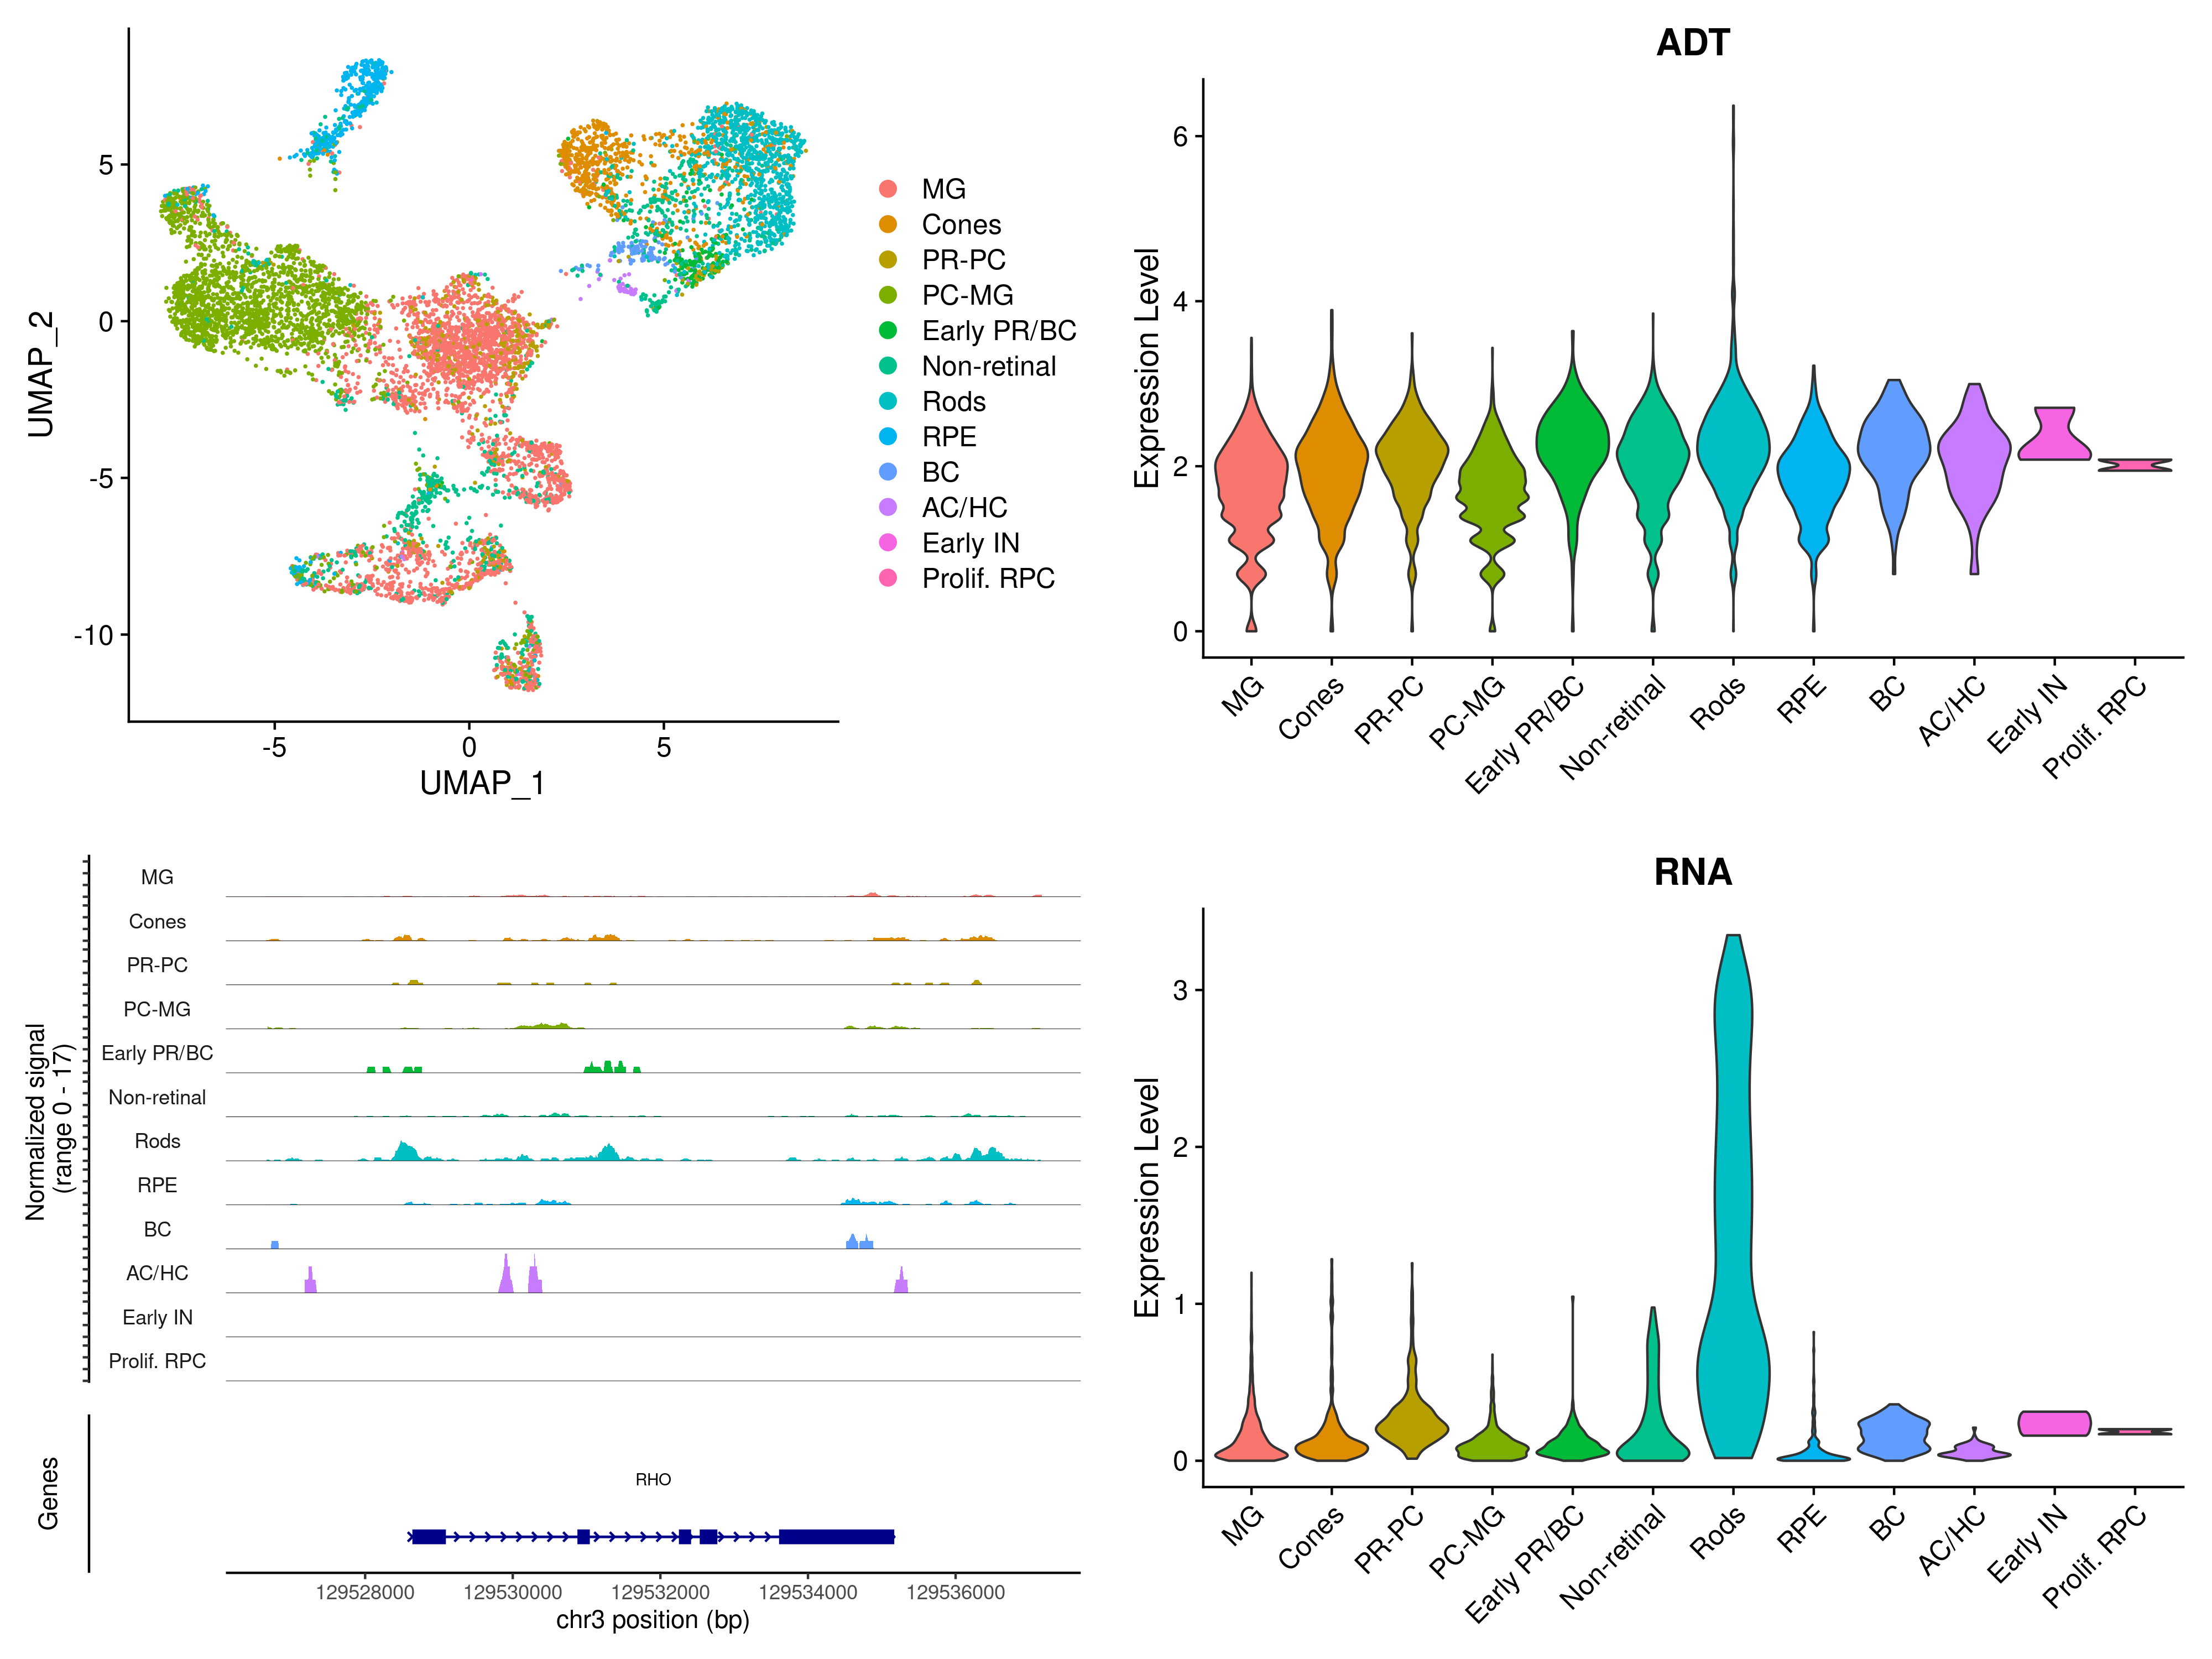 5
0
-5
-10
UMAP_2
-5
0
5
UMAP_1
MG
Cones
PR-PC
PC-MG
Early PR/BC
Non-retinal
Rods
RPE
BC
AC/HC
Early IN
Prolif. RPC
ADT
Expression Level
6
4
2
0
MG
Cones
PR-PC
PC-MG
Early PR/BC
Non-retinal
Rods
RPE
BC
AC/HC
Early IN
Prolif. RPC
Normalized signal
(range 0 - 17)
MG
Cones
PR-PC
PC-MG
Early PR/BC
Non-retinal
Rods
RPE
BC
AC/HC
Early IN
Prolif. RPC
Genes
RHO
129528000
129530000
129532000
129534000
129536000
chr3 position (bp)
RNA
Expression Level
3
2
1
0
MG
Cones
PR-PC
PC-MG
Early PR/BC
Non-retinal
Rods
RPE
BC
AC/HC
Early IN
Prolif. RPC